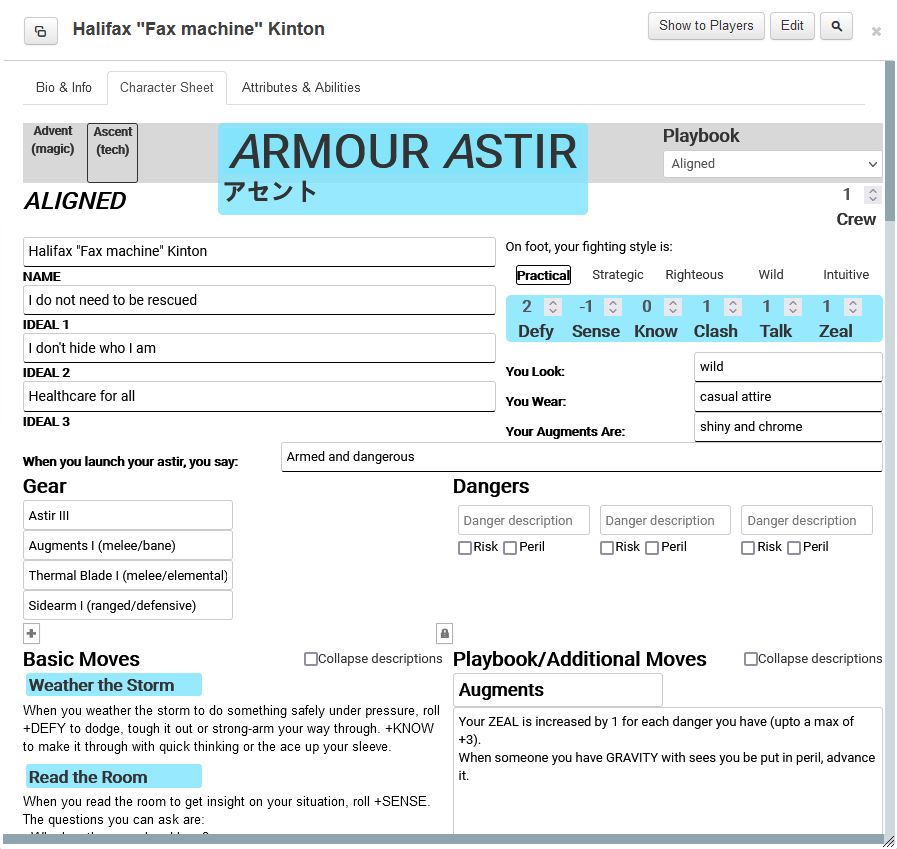 Halifax "Fax machine" Kinton
Show to Players
Edit
Bio & Info
Character Sheet
Attributes & Abilities
Advent
(magic)
Ascent
(tech)
ARMOUR ASTIR
アセント
Playbook
Aligned
ALIGNED
1
Crew
Halifax "Fax machine" Kinton
NAME
I do not need to be rescued
IDEAL 1
I don't hide who I am
IDEAL 2
Healthcare for all
IDEAL 3
On foot, your fighting style is:
Practical Strategic Righteous Wild Intuitive
2 -1 0 1 1 1
Defy Sense Know Clash Talk Zeal
You Look: wild
You Wear: casual attire
Your Augments Are: shiny and chrome
When you launch your astir, you say: Armed and dangerous
Gear
Astir III
Augments I (melee/bane)
Thermal Blade I (melee/elemental)
Sidearm I (ranged/defensive)
+
Dangers
Danger description Danger description Danger description
Risk Peril Risk Peril Risk Peril
Basic Moves
Collapse descriptions
Weather the Storm
When you weather the storm to do something safely under pressure, roll
+DEFY to dodge, tough it out or strong-arm your way through. +KNOW
to make it through with quick thinking or the ace up your sleeve.
Read the Room
When you read the room to get insight on your situation, roll +SENSE.
The questions you can ask are:
Playbook/Additional Moves
Collapse descriptions
Augments
Your ZEAL is increased by 1 for each danger you have (upto a max of
+3).
When someone you have GRAVITY with sees you be put in peril, advance
it.